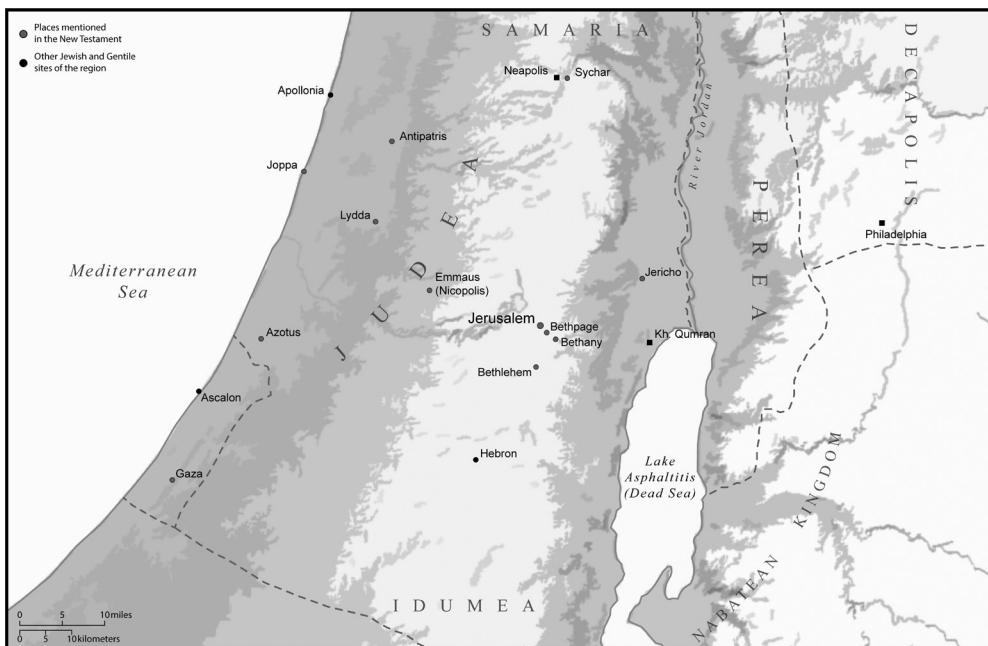 Places mentioned
in the New Testament
Other Jewish and Gentile
sites of the region
SAMARIA
DECAPOLIS
Neapolis
Sychar
Apollonia
River Jordan
Antipatris
Joppa
JUDEA
PEREA
Lydda
Philadelphia
Mediterranean
Sea
Emmaus
(Nicopolis)
Jericho
Jerusalem
Bethpage
Bethany
Kh. Qumran
Azotus
Bethlehem
Ascalon
Hebron
Gaza
Lake
Asphaltitis
(Dead Sea)
NABATEAN KINGDOM
IDUMEA
0 5 10 miles
0 5 10 kilometers